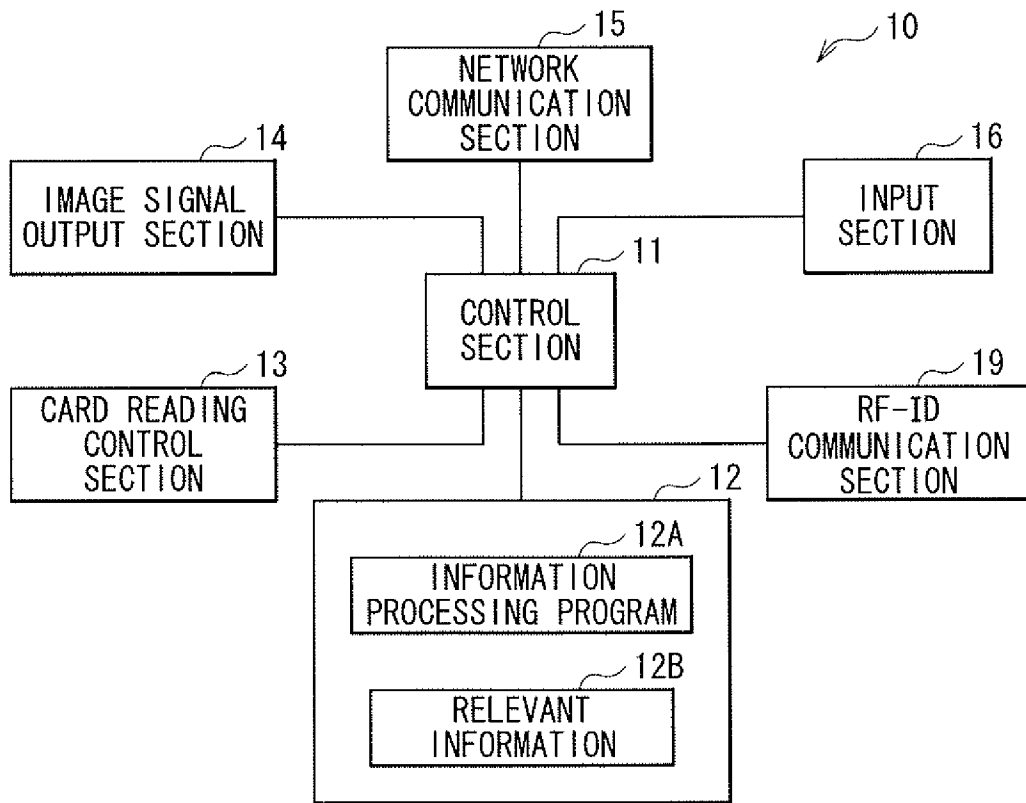 10
15
NETWORK
COMMUNICATION
SECTION
14
IMAGE SIGNAL
OUTPUT SECTION
16
INPUT
SECTION
11
CONTROL
SECTION
13
CARD READING
CONTROL
SECTION
19
RF-ID
COMMUNICATION
SECTION
12
12A
INFORMATION
PROCESSING PROGRAM
12B
RELEVANT
INFORMATION